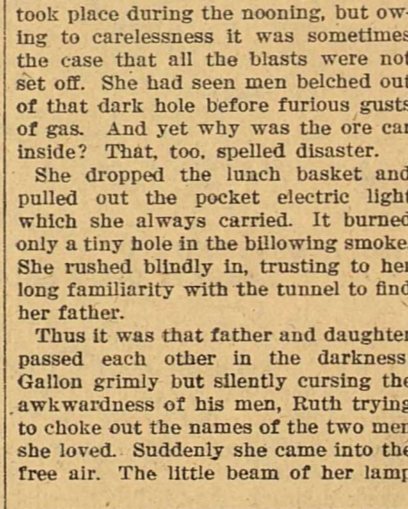 took place during the nooning, but ow-
ing to carelessness it was sometimes
the case that all the blasts were not
set off. She had seen men belched out
of that dark hole before furious gusts
of gas. And yet why was the ore car
inside? That, too, spelled disaster.
She dropped the lunch basket and
pulled out the pocket electric light
which she always carried. It burned
only a tiny hole in the billowing smoke
She rushed blindly in, trusting to her
long familiarity with the tunnel to find
her father.
Thus it was that father and daughter
passed each other in the darkness
Gallon grimly but silently cursing the
awkwardness of his men, Ruth trying
to choke out the names of the two men
she loved. Suddenly she came into the
free air. The little beam of her lamp